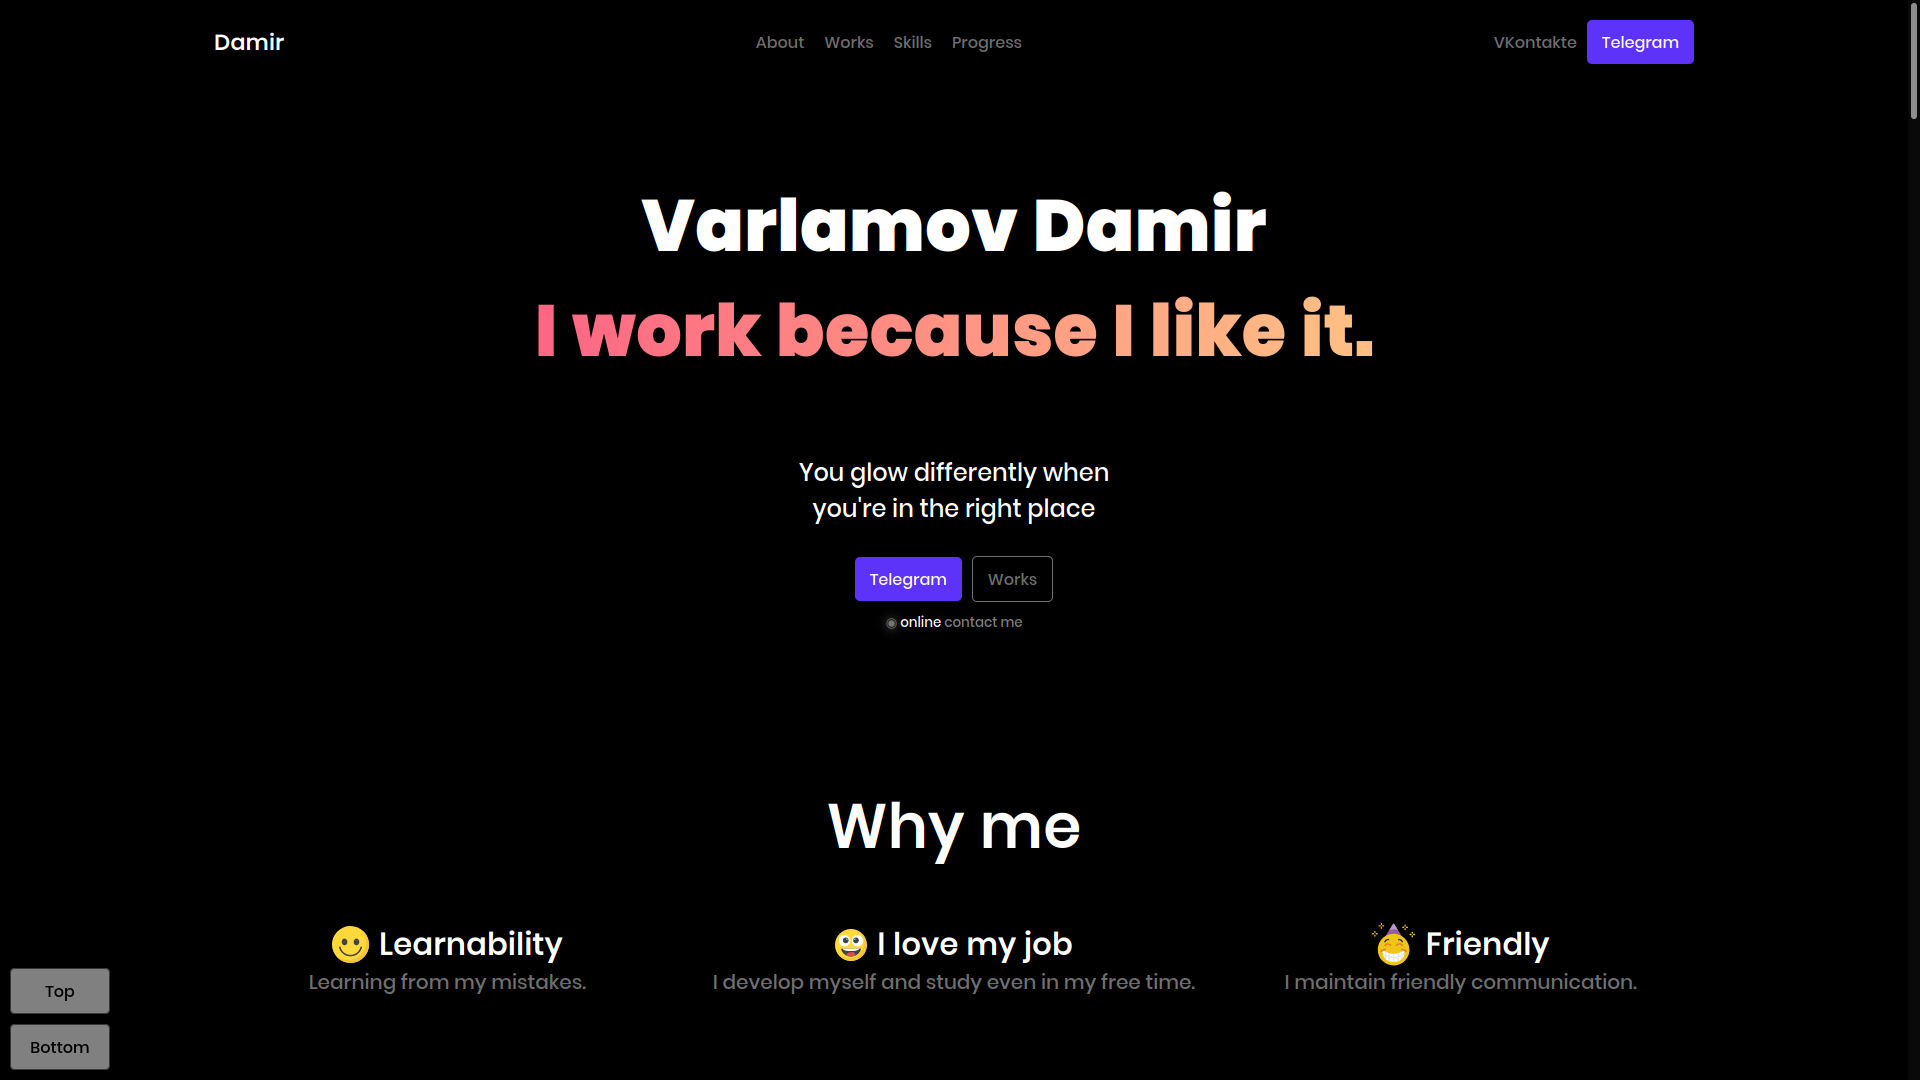 Damir
About Works Skills Progress
VKontakte Telegram
Varlamov Damir
I work because I like it.
You glow differently when
you're in the right place
Telegram Works
◉ online contact me
Why me
Learnability
Learning from my mistakes.
I love my job
I develop myself and study even in my free time.
Friendly
I maintain friendly communication.
Top
Bottom